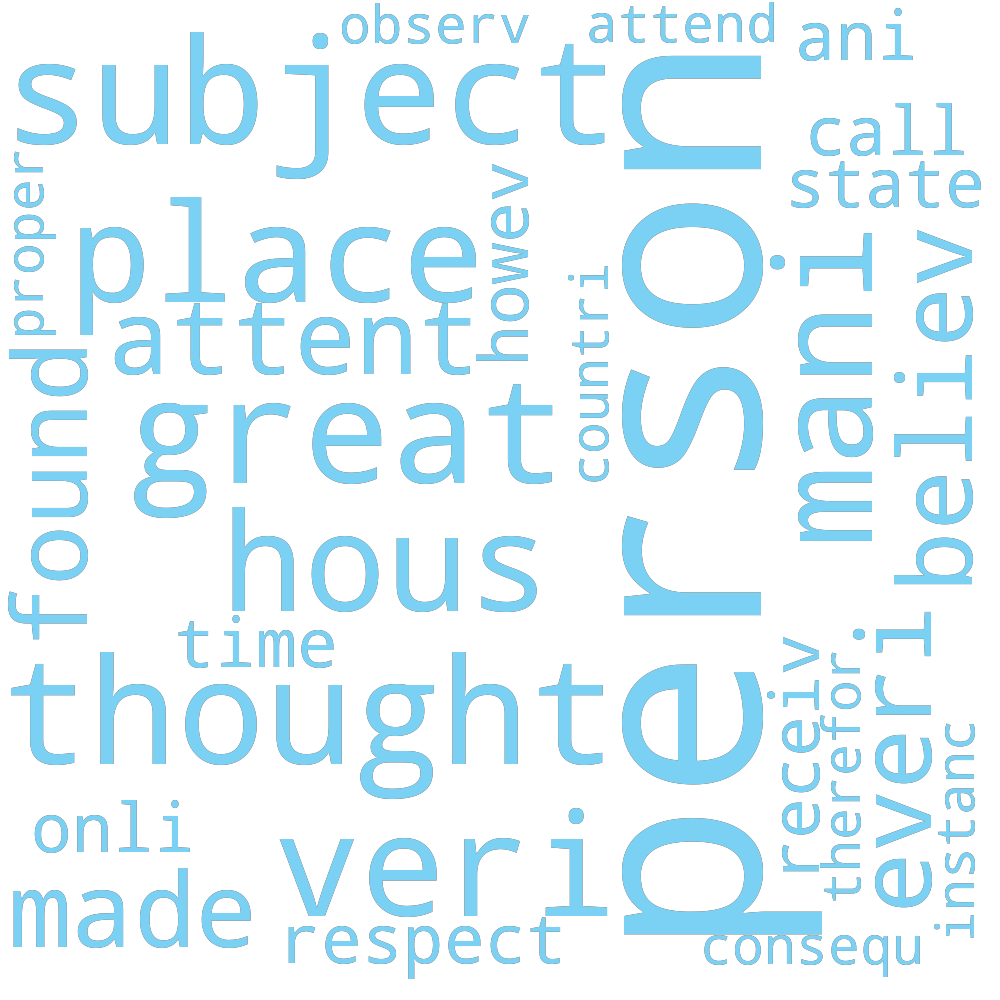 observ
attend
ani
subject
call
state
proper
place
howev
person
attent
countri
mani
believ
found
great
hous
time
thought
receiv
therefor
everi
instanc
onli
veri
made
respect
consequ